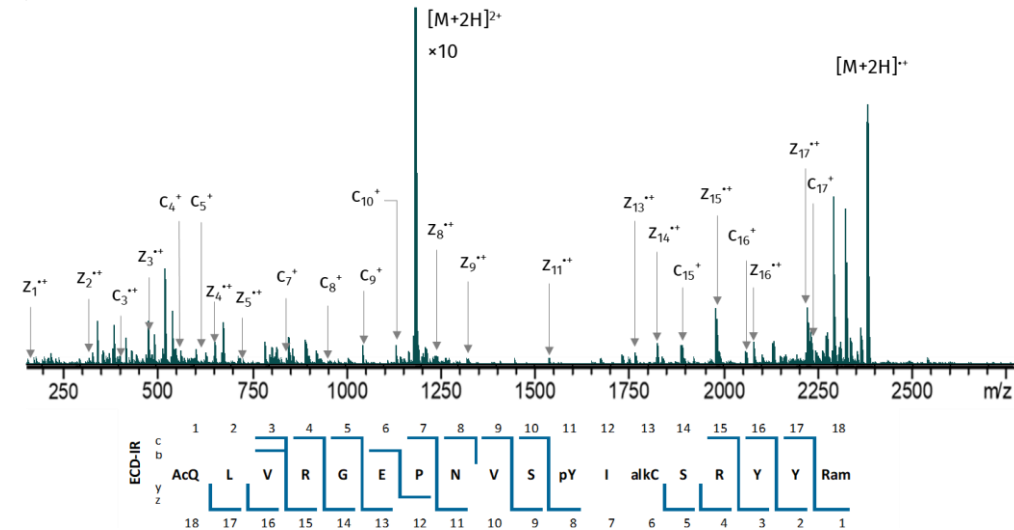 [M+2H]²⁺
×10
[M+2H]•⁺
Z₁•⁺ Z₂•⁺ C₃•⁺ Z₃•⁺ C₄⁺ C₅⁺ Z₄•⁺ Z₅•⁺ C₇⁺ C₈⁺ C₉⁺ C₁₀⁺ Z₈•⁺ Z₉•⁺ Z₁₁•⁺ Z₁₃•⁺ Z₁₄•⁺ C₁₅⁺ Z₁₅•⁺ C₁₆⁺ Z₁₆•⁺ Z₁₇•⁺ C₁₇⁺
250 500 750 1000 1250 1500 1750 2000 2250 2500 m/z
1 2 3 4 5 6 7 8 9 10 11 12 13 14 15 16 17 18
ECD-IR
c
b
AcQ L V R G E P N V S pY I alkC S R Y Y Ram
y
z
18 17 16 15 14 13 12 11 10 9 8 7 6 5 4 3 2 1